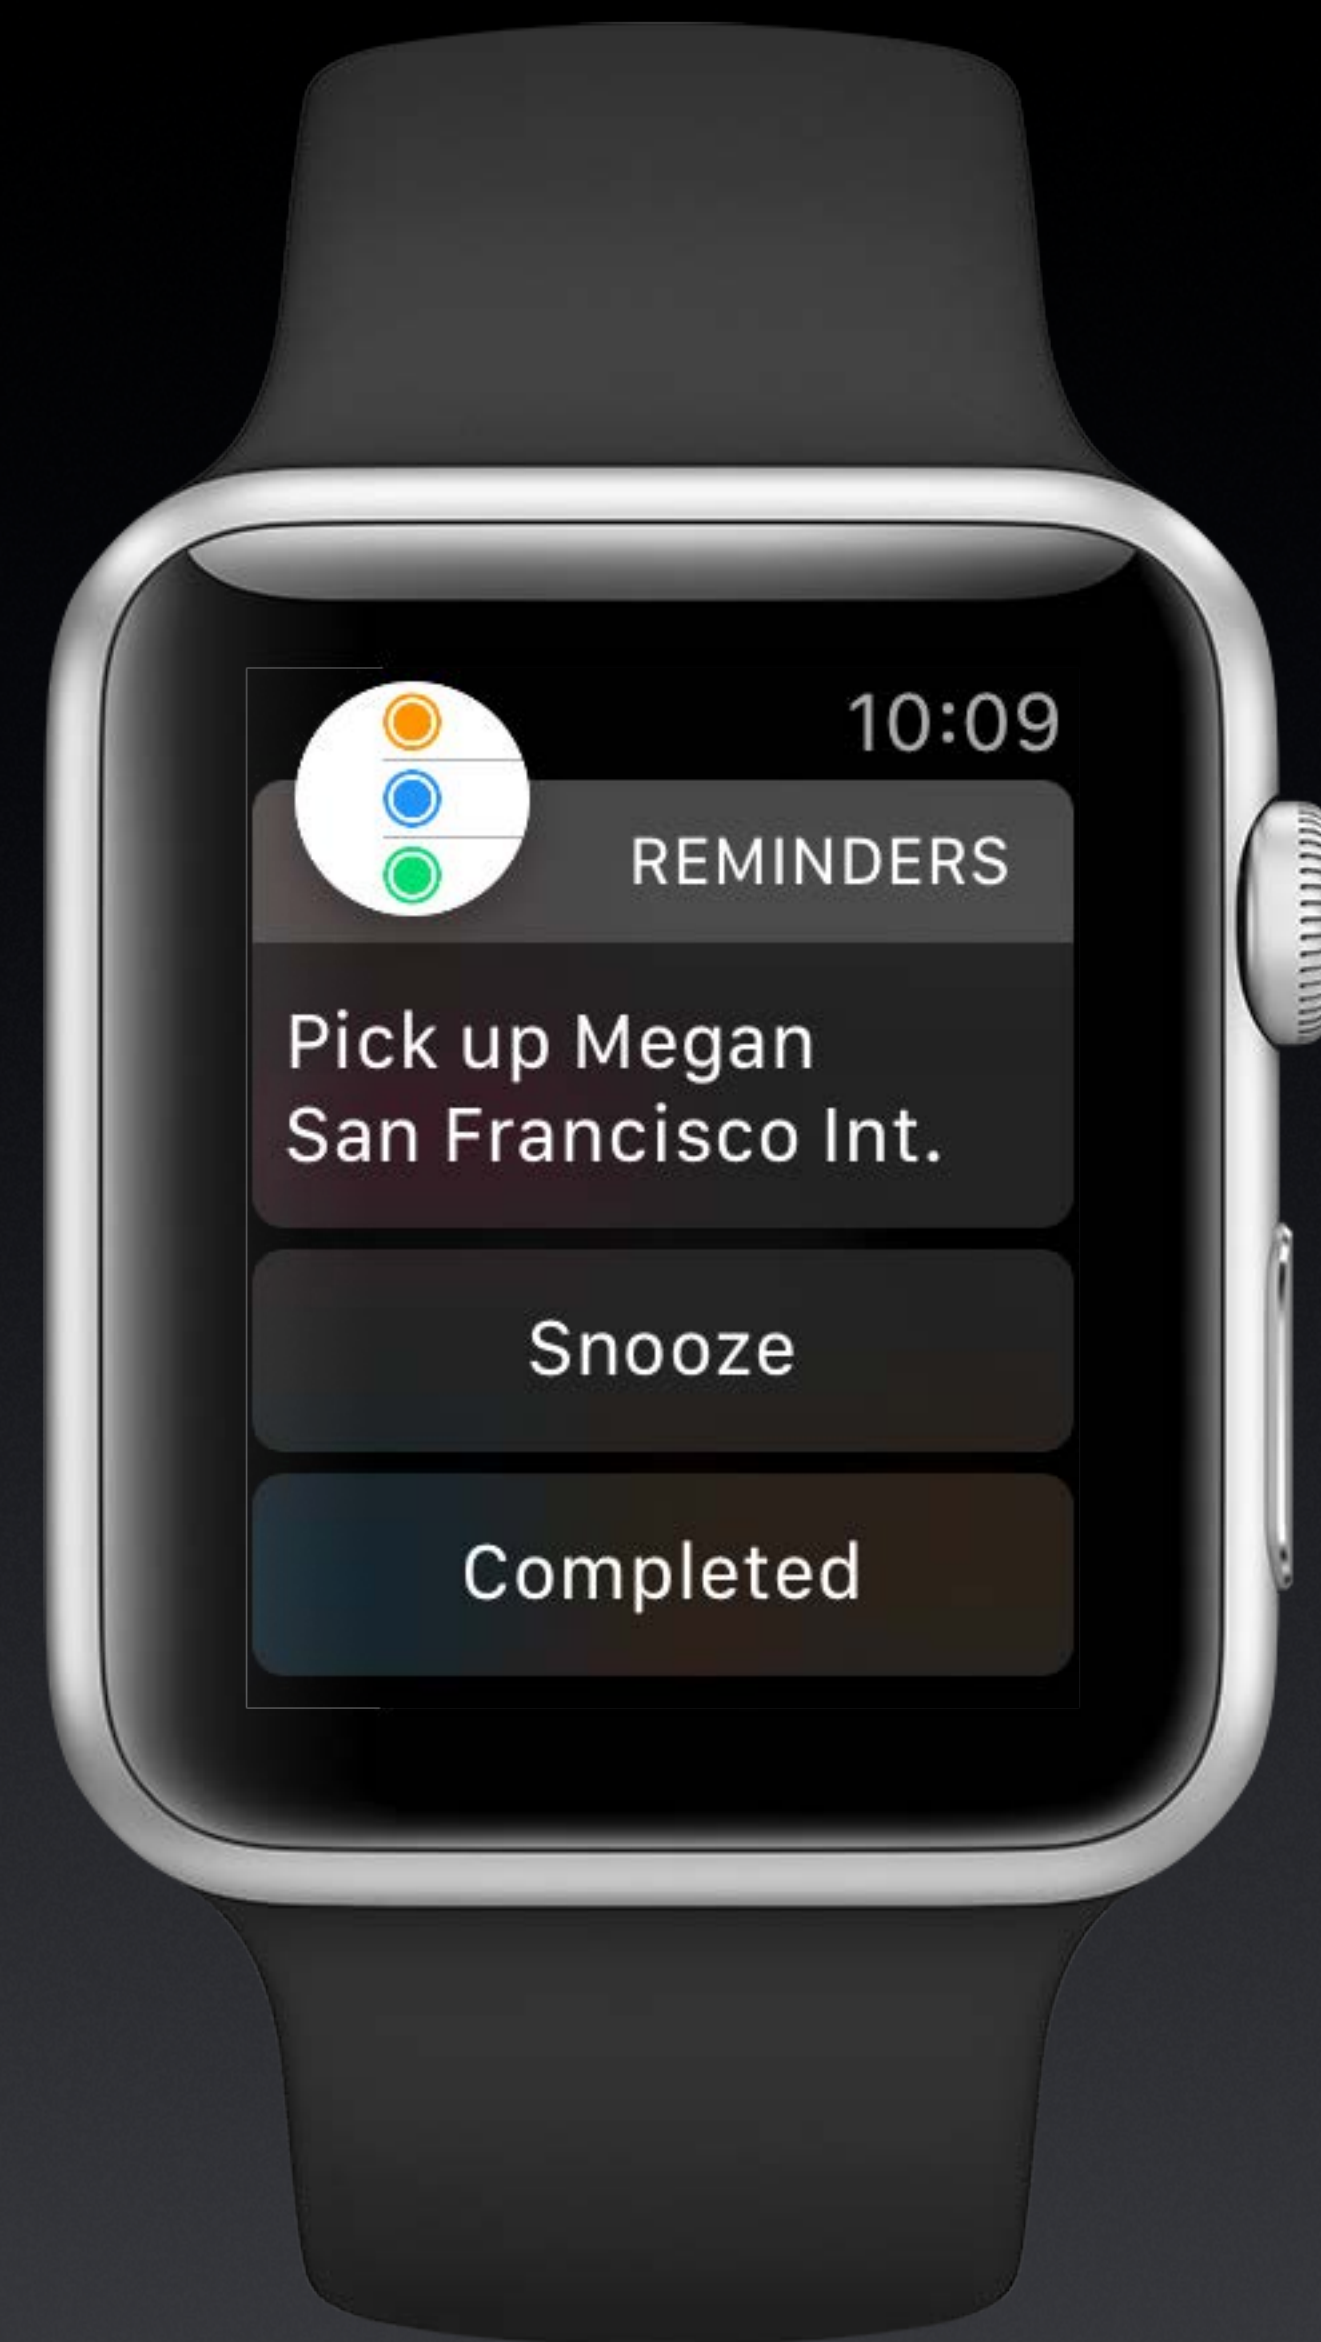 10:09
REMINDERS
Pick up Megan
San Francisco Int.
Snooze
Completed